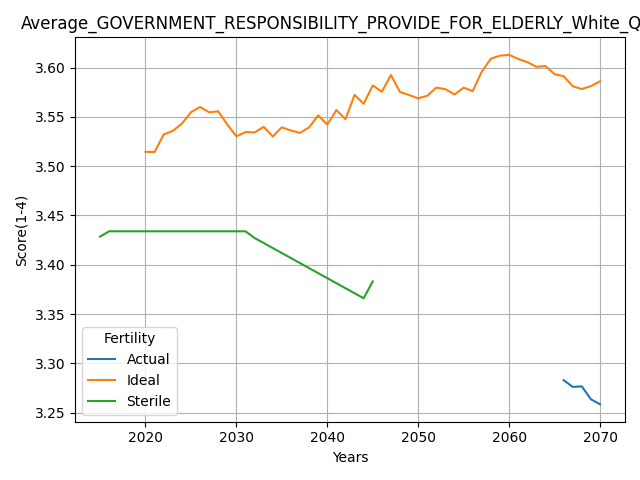 Average_GOVERNMENT_RESPONSIBILITY_PROVIDE_FOR_ELDERLY_White_Q
3.60
3.55
3.50
3.45
3.40
3.35
3.30
3.25
Score(1-4)
Fertility
Actual
Ideal
Sterile
2020 2030 2040 2050 2060 2070
Years